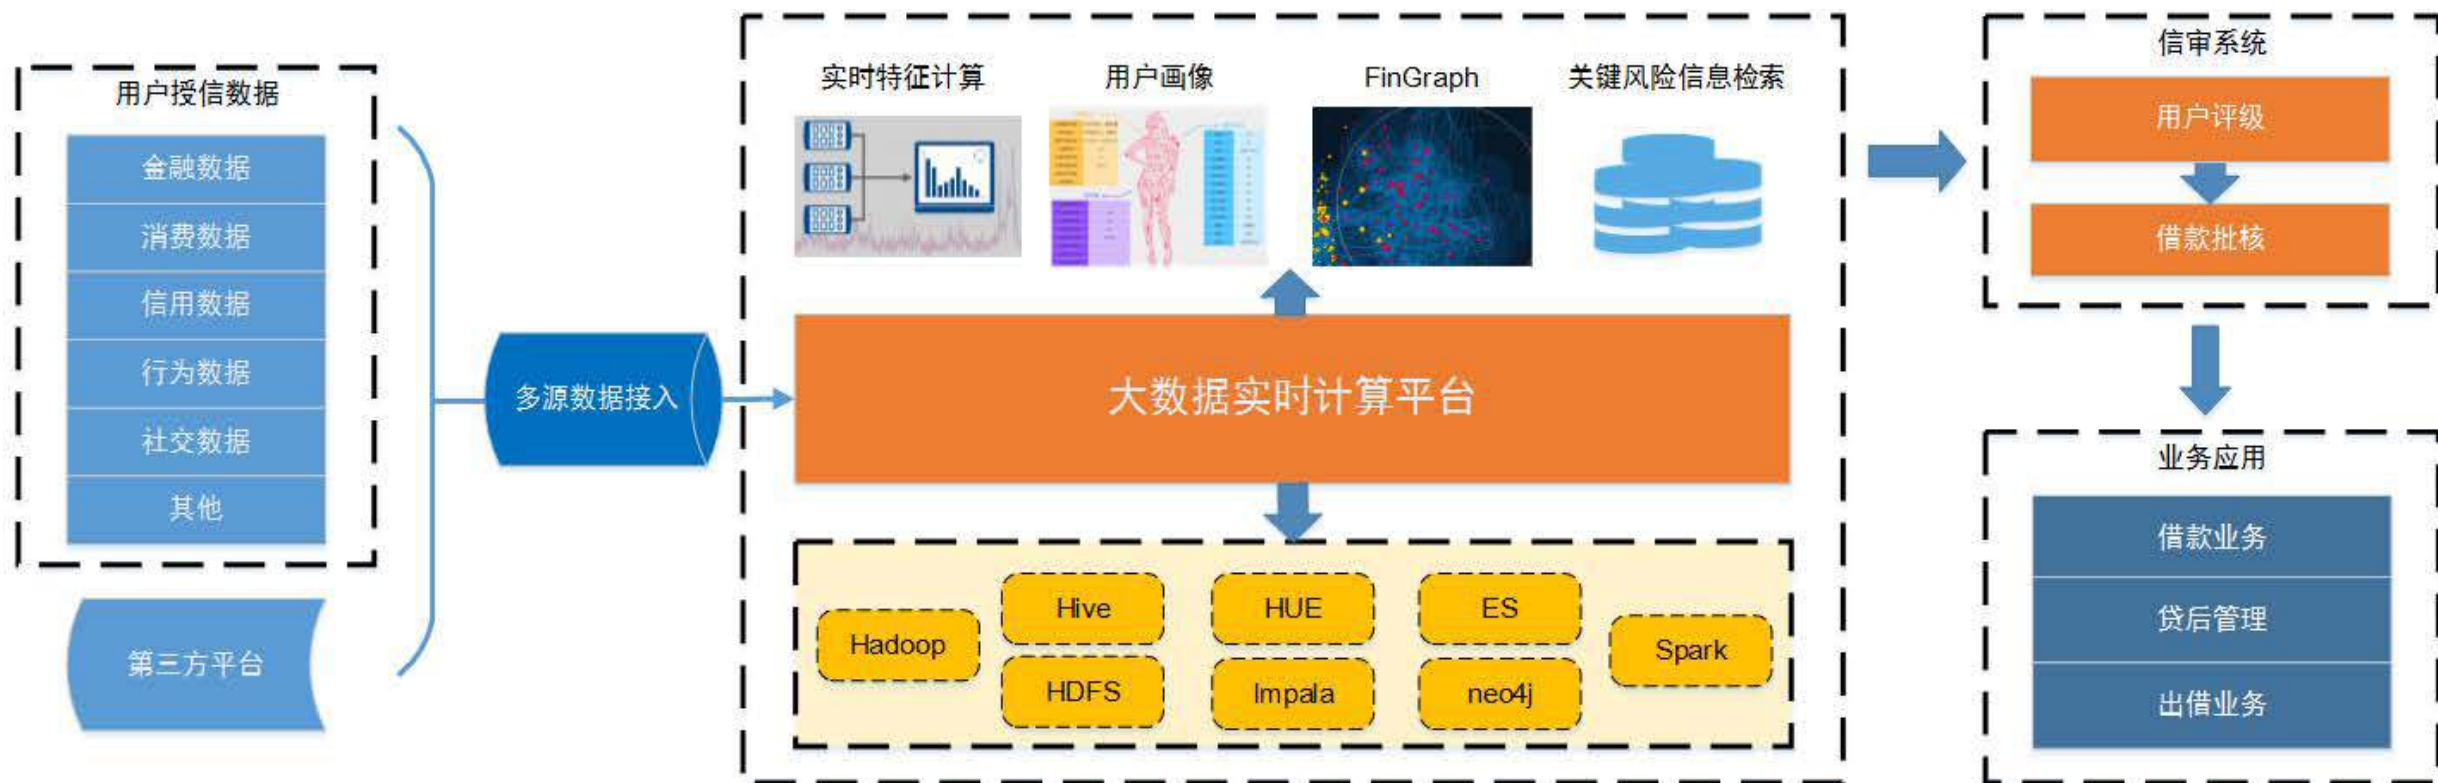 用户授信数据
金融数据
消费数据
信用数据
行为数据
社交数据
其他
第三方平台
多源数据接入
实时特征计算
用户画像
FinGraph
关键风险信息检索
大数据实时计算平台
Hadoop
Hive
HDFS
HUE
Impala
ES
neo4j
Spark
信审系统
用户评级
借款批核
业务应用
借款业务
贷后管理
出借业务